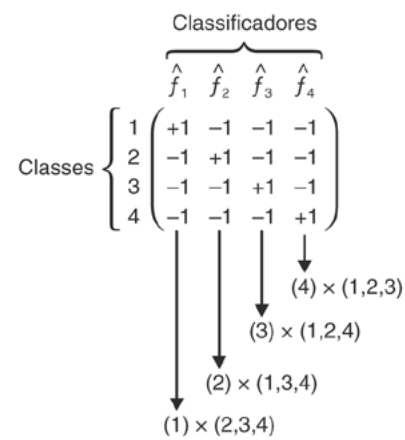 Classificadores
f̂1 f̂2 f̂3 f̂4
1 +1 –1 –1 –1
Classes
2 –1 +1 –1 –1
3 –1 –1 +1 –1
4 –1 –1 –1 +1
(4) × (1,2,3)
(3) × (1,2,4)
(2) × (1,3,4)
(1) × (2,3,4)